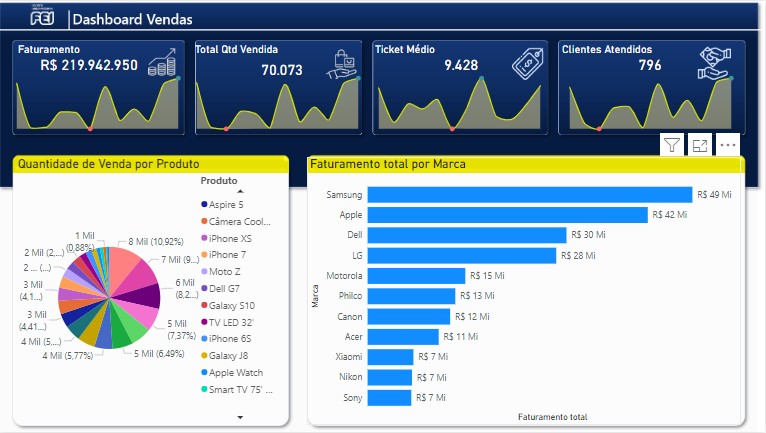 FEI
Dashboard Vendas
Faturamento
R$ 219.942.950
Total Qtd Vendida
70.073
Ticket Médio
9.428
Clientes Atendidos
796
Quantidade de Venda por Produto
Produto
Aspire 5
Câmera Cool...
iPhone XS
iPhone 7
Moto Z
Dell G7
Galaxy S10
TV LED 32'
iPhone 6S
Galaxy J8
Apple Watch
Smart TV 75' ...
1 Mil
(0,88%)
8 Mil (10,92%)
7 Mil (9...)
6 Mil
(8,2...)
5 Mil
(7,37%)
5 Mil (6,49%)
4 Mil (5,77%)
4 Mil (5,...)
3 Mil
(4,41...)
3 Mil
(4,1...)
2 ... (...)
2 Mil (2,...)
Faturamento total por Marca
Marca
Samsung R$ 49 Mi
Apple R$ 42 Mi
Dell R$ 30 Mi
LG R$ 28 Mi
Motorola R$ 15 Mi
Philco R$ 13 Mi
Canon R$ 12 Mi
Acer R$ 11 Mi
Xiaomi R$ 7 Mi
Nikon R$ 7 Mi
Sony R$ 7 Mi
Faturamento total